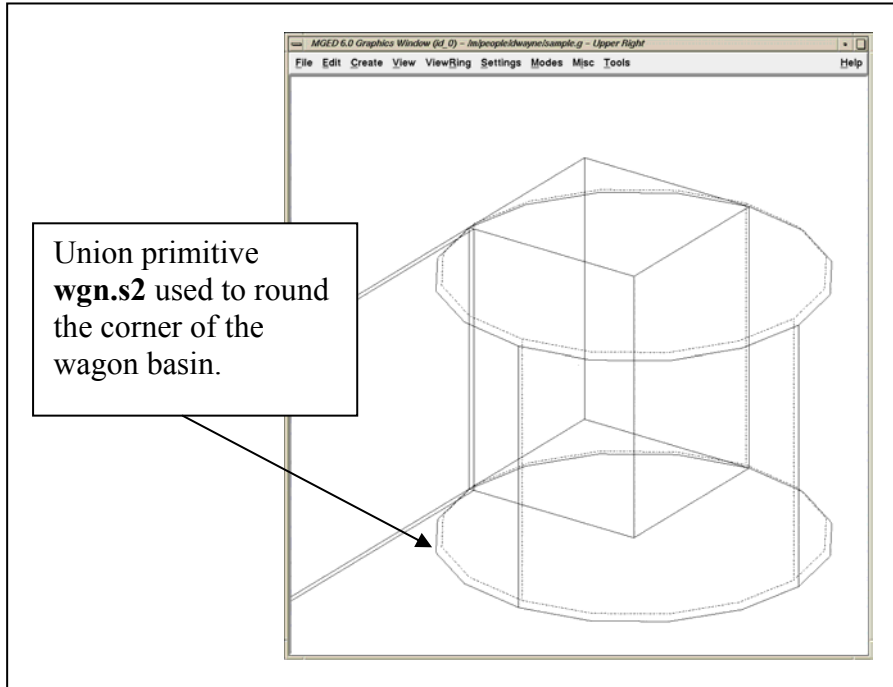 MGED 6.0 Graphics Window (id_0) – /m/people/dwayne/sample.g – Upper Right
File Edit Create View ViewRing Settings Modes Misc Tools Help
Union primitive
wgn.s2 used to round
the corner of the
wagon basin.